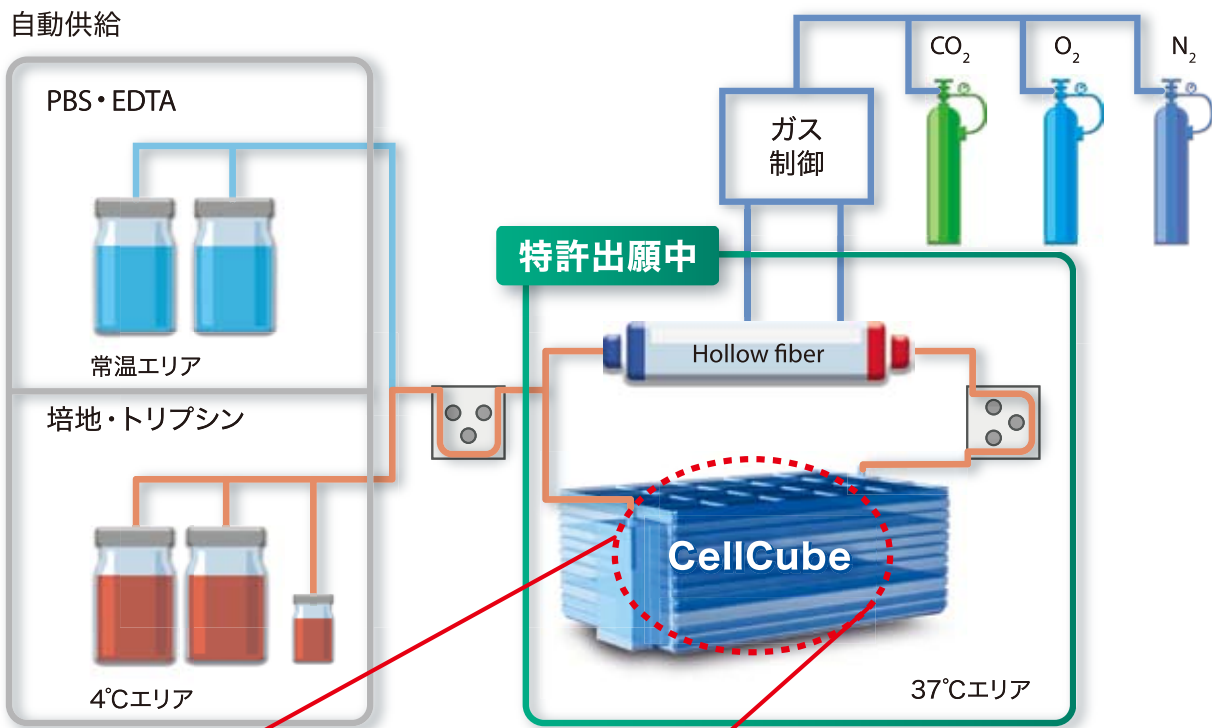 自動供給
PBS・EDTA
常温エリア
培地・トリプシン
4℃エリア
CO₂
O₂
N₂
ガス
制御
特許出願中
Hollow fiber
CellCube
37℃エリア